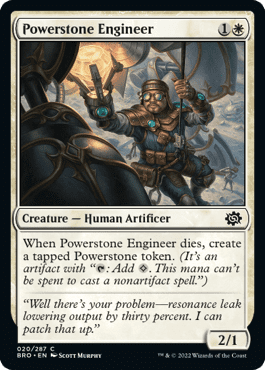 Powerstone Engineer 1
Creature — Human Artificer
When Powerstone Engineer dies, create
a tapped Powerstone token. (It's an
artifact with “: Add . This mana can't
be spent to cast a nonartifact spell.”)
“Well there's your problem—resonance leak
lowering output by thirty percent. I can
patch that up.”
2/1
020/287 C
BRO • EN Scott Murphy
™ & © 2022 Wizards of the Coast